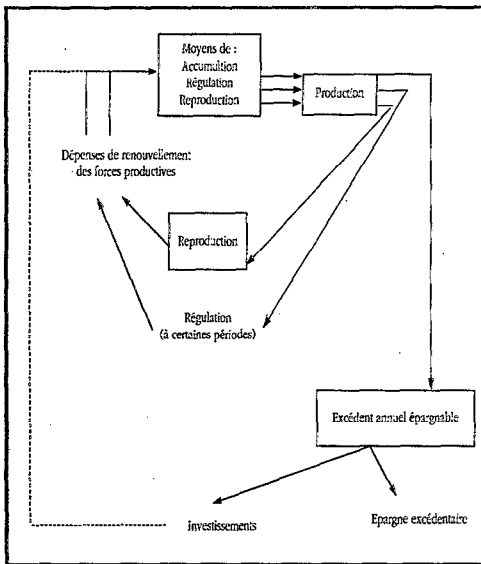 Moyens de :
Accumultion
Régulation
Reproduction
Production
Dépenses de renouvellement
des forces productives
Reproduction
Régulation
(à certaines périodes)
Excédent annuel épargnable
Investissements
Epargne excédentaire